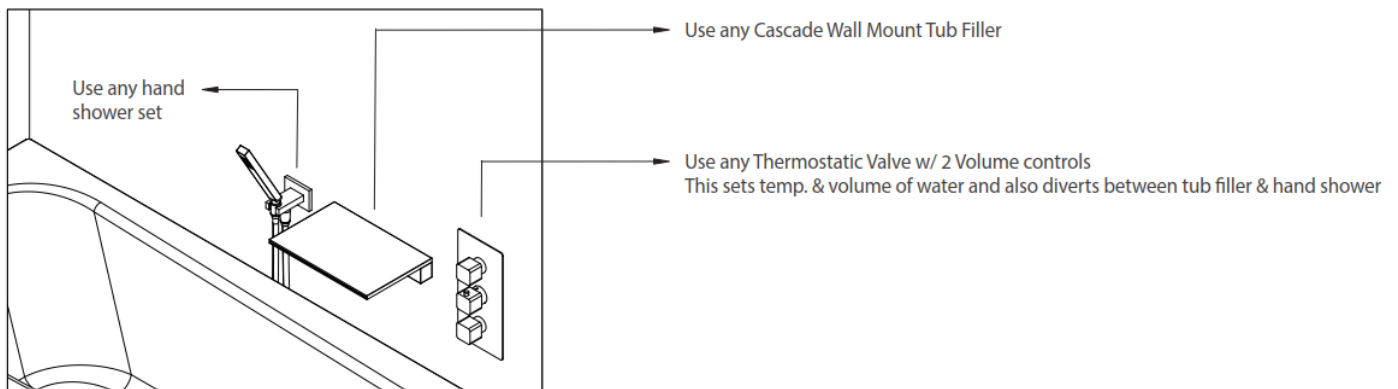 Use any Cascade Wall Mount Tub Filler
Use any hand
shower set
Use any Thermostatic Valve w/ 2 Volume controls
This sets temp. & volume of water and also diverts between tub filler & hand shower